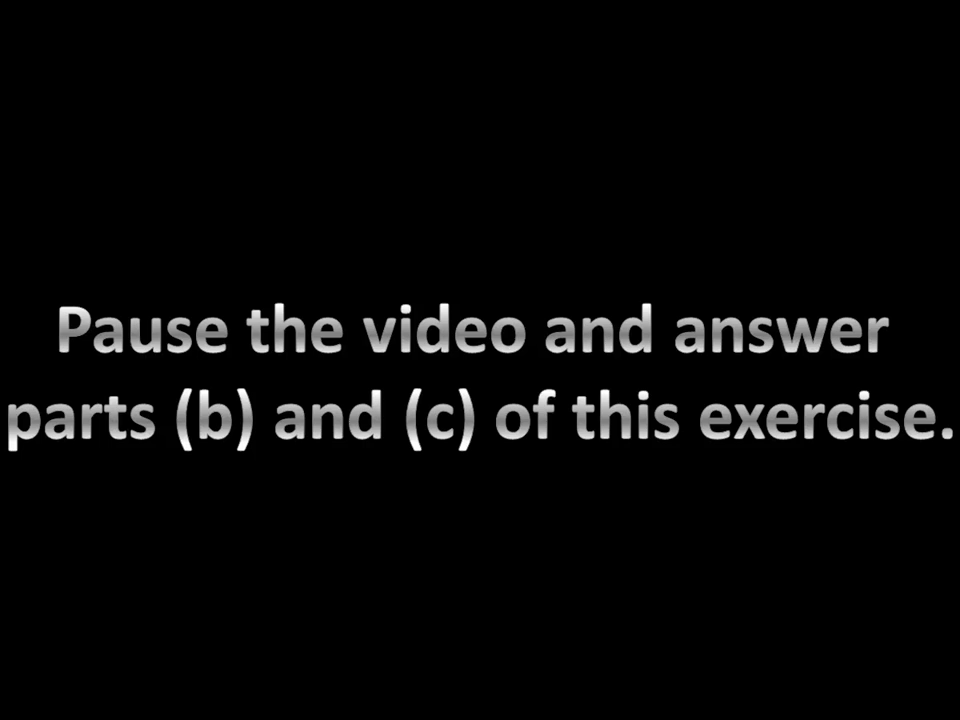 Pause the video and answer
parts (b) and (c) of this exercise.